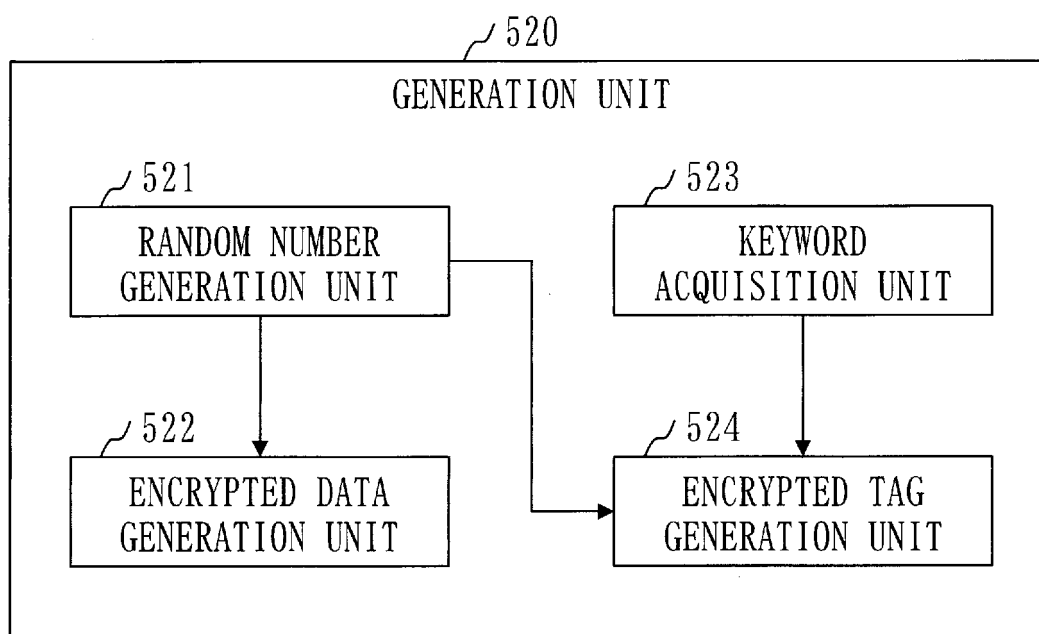 520
GENERATION UNIT
521
RANDOM NUMBER
GENERATION UNIT
523
KEYWORD
ACQUISITION UNIT
522
ENCRYPTED DATA
GENERATION UNIT
524
ENCRYPTED TAG
GENERATION UNIT